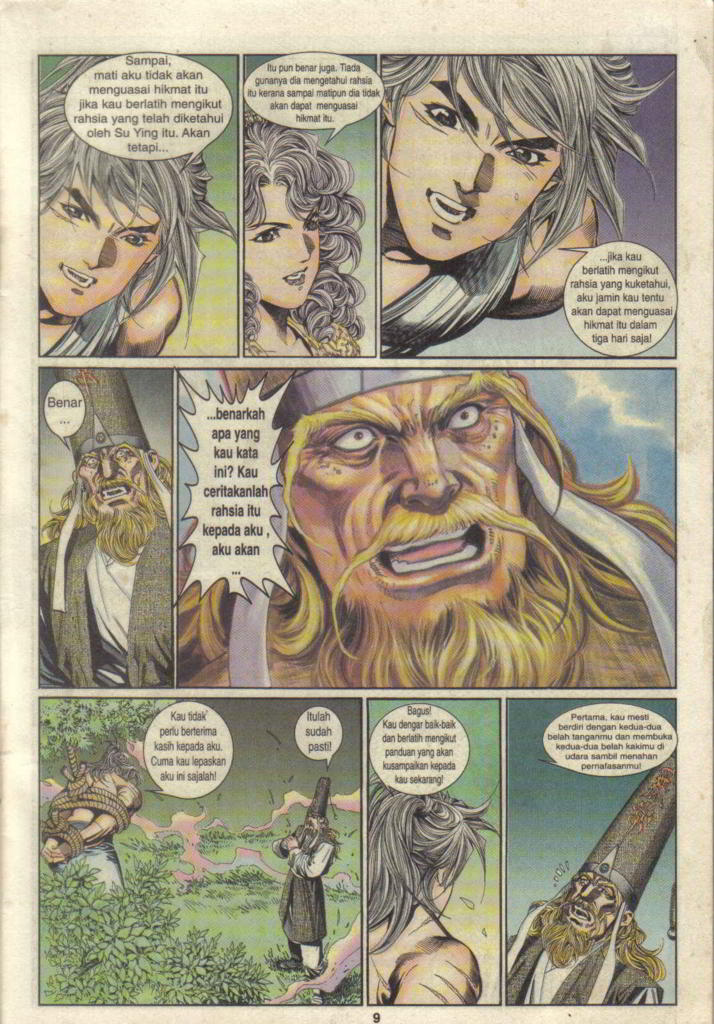 Sampai,
mati aku tidak akan
menguasai hikmat itu
jika kau berlatih mengikut
rahsia yang telah diketahui
oleh Su Ying itu. Akan
tetapi...
Itu pun benar juga. Tiada
gunanya dia mengetahui rahsia
itu kerana sampai matipun dia tidak
akan dapat menguasai
hikmat itu.
...jika kau
berlatih mengikut
rahsia yang kuketahui,
aku jamin kau tentu
akan dapat menguasai
hikmat itu dalam
tiga hari saja!
Benar
...
...benarkah
apa yang
kau kata
ini? Kau
ceritakanlah
rahsia itu
kepada aku ,
aku akan
...
Kau tidak
perlu berterima
kasih kepada aku.
Cuma kau lepaskan
aku ini sajalah!
Itulah
sudah
pasti!
Bagus!
Kau dengar baik-baik
dan berlatih mengikut
panduan yang akan
kusampaikan kepada
kau sekarang!
Pertama, kau mesti
berdiri dengan kedua-dua
belah tanganmu dan membuka
kedua-dua belah kakimu di
udara sambil menahan
pernafasanmu!
9